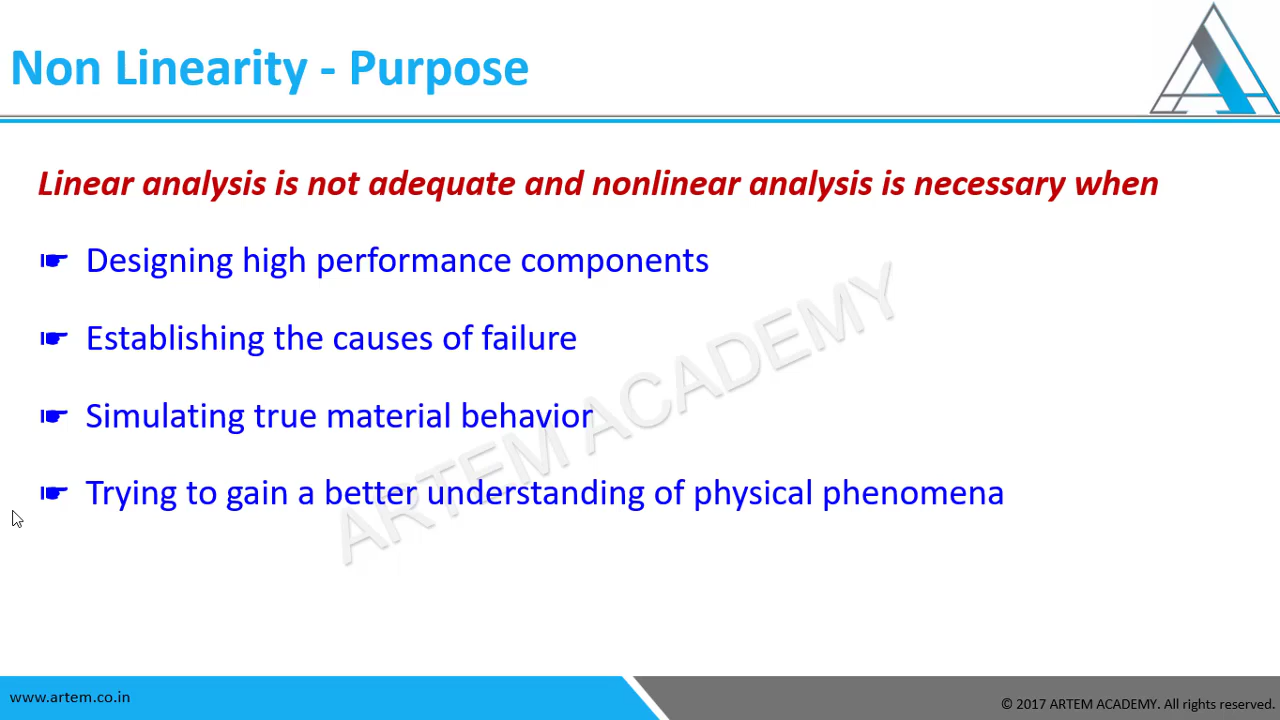 Non Linearity - Purpose
Linear analysis is not adequate and nonlinear analysis is necessary when
☛ Designing high performance components
☛ Establishing the causes of failure
☛ Simulating true material behavior
☛ Trying to gain a better understanding of physical phenomena
ARTEM ACADEMY
www.artem.co.in
© 2017 ARTEM ACADEMY. All rights reserved.